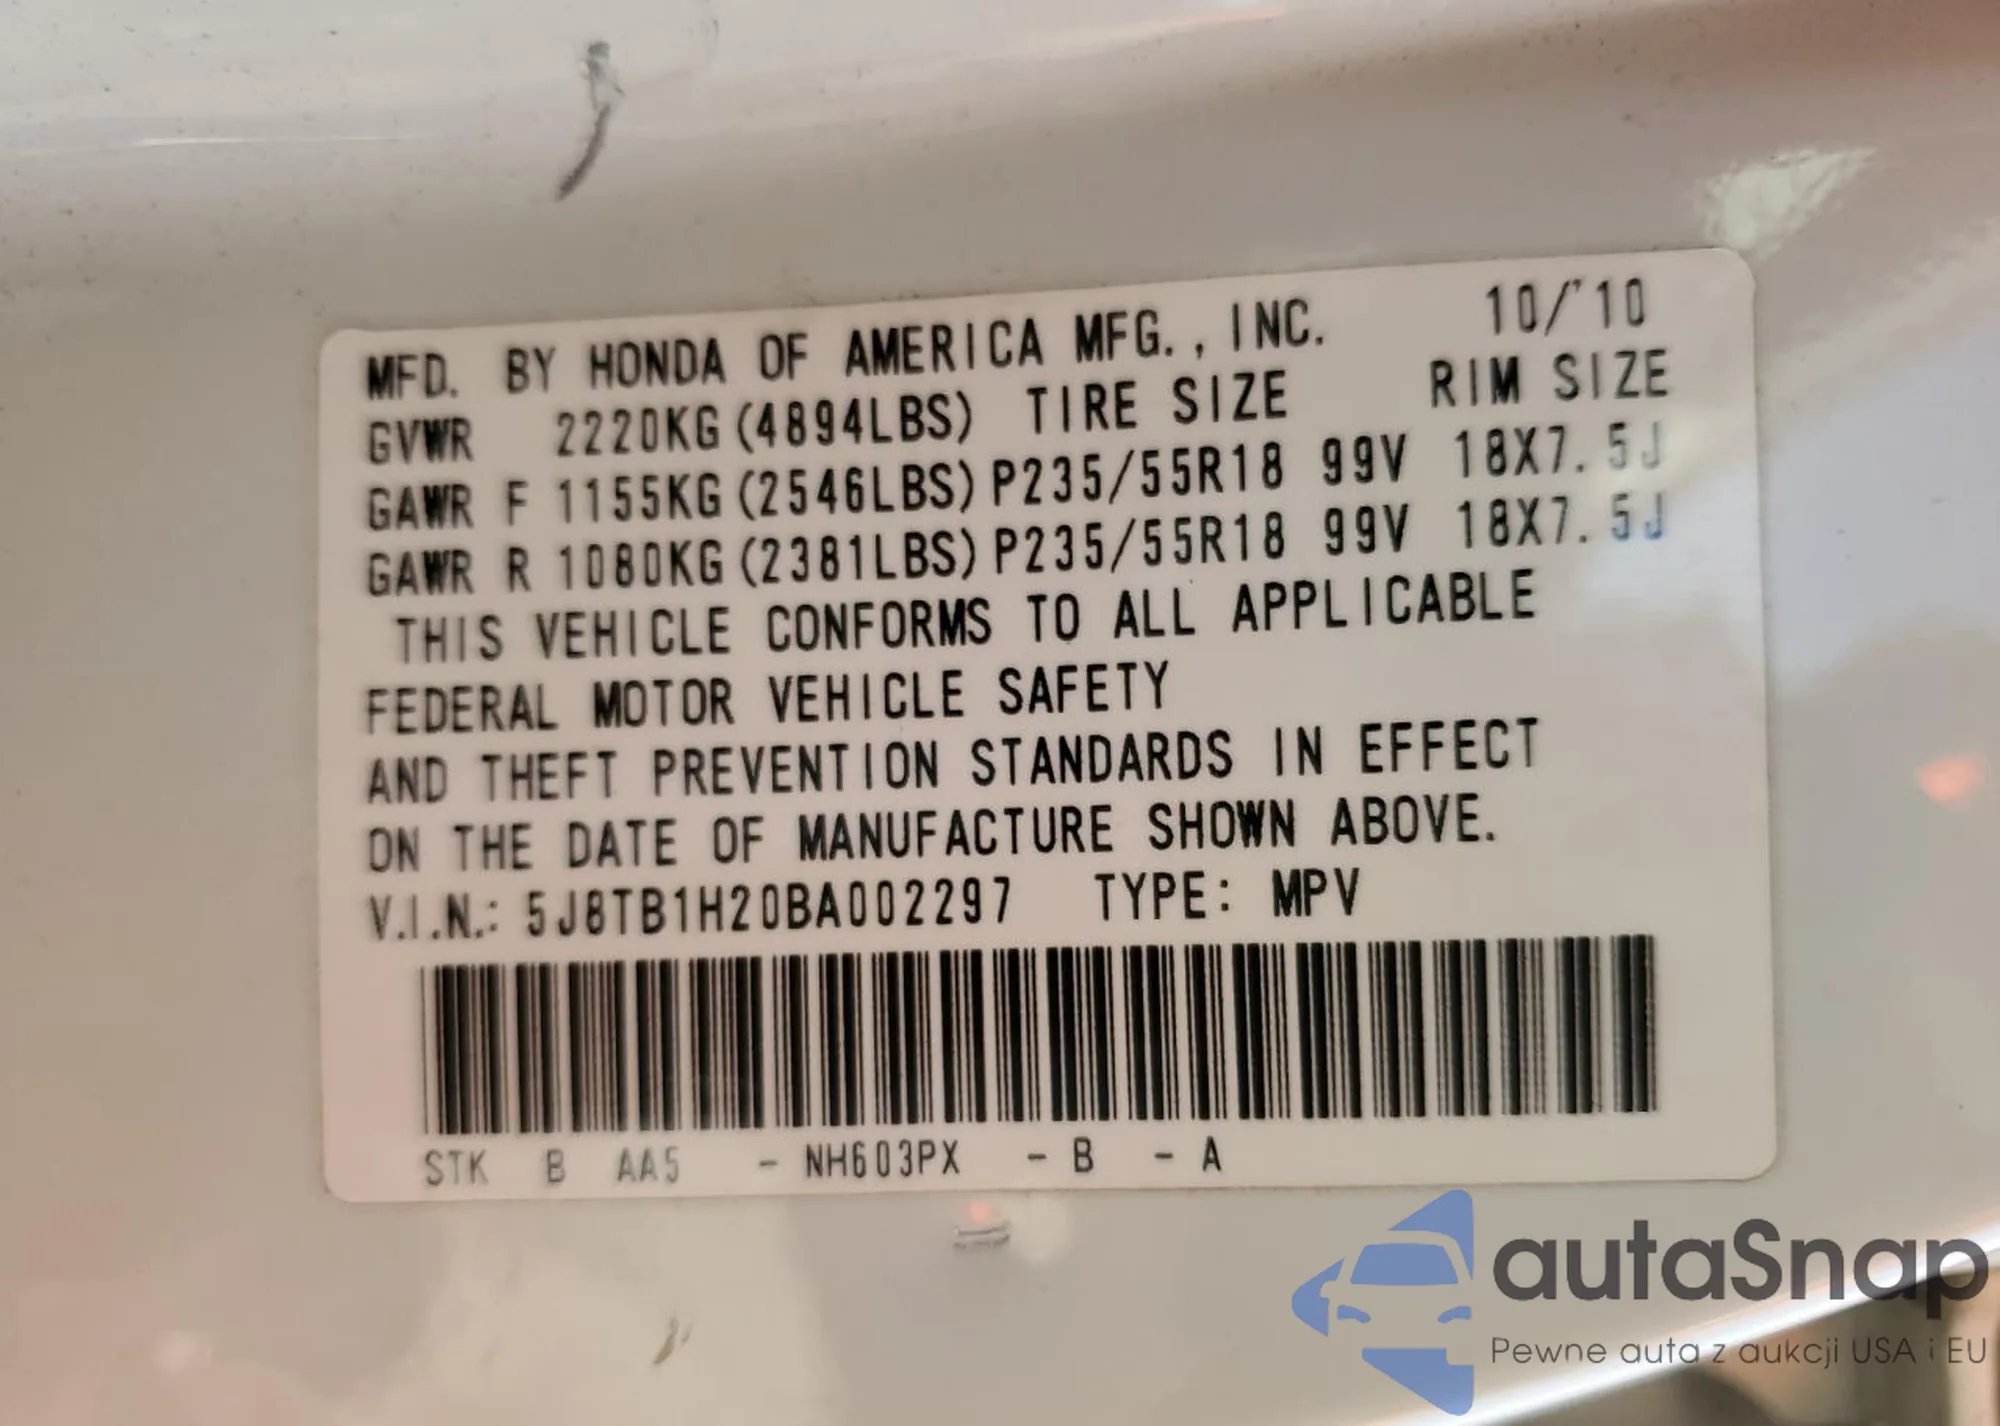 MFD. BY HONDA OF AMERICA MFG., INC. 10/'10
GVWR 2220KG (4894LBS) TIRE SIZE RIM SIZE
GAWR F 1155KG (2546LBS) P235/55R18 99V 18X7.5J
GAWR R 1080KG (2381LBS) P235/55R18 99V 18X7.5J
THIS VEHICLE CONFORMS TO ALL APPLICABLE
FEDERAL MOTOR VEHICLE SAFETY
AND THEFT PREVENTION STANDARDS IN EFFECT
ON THE DATE OF MANUFACTURE SHOWN ABOVE.
V.I.N.: 5J8TB1H20BA002297 TYPE: MPV
STK B AA5 - NH603PX - B - A
autaSnap
Pewne auta z aukcji USA i EU